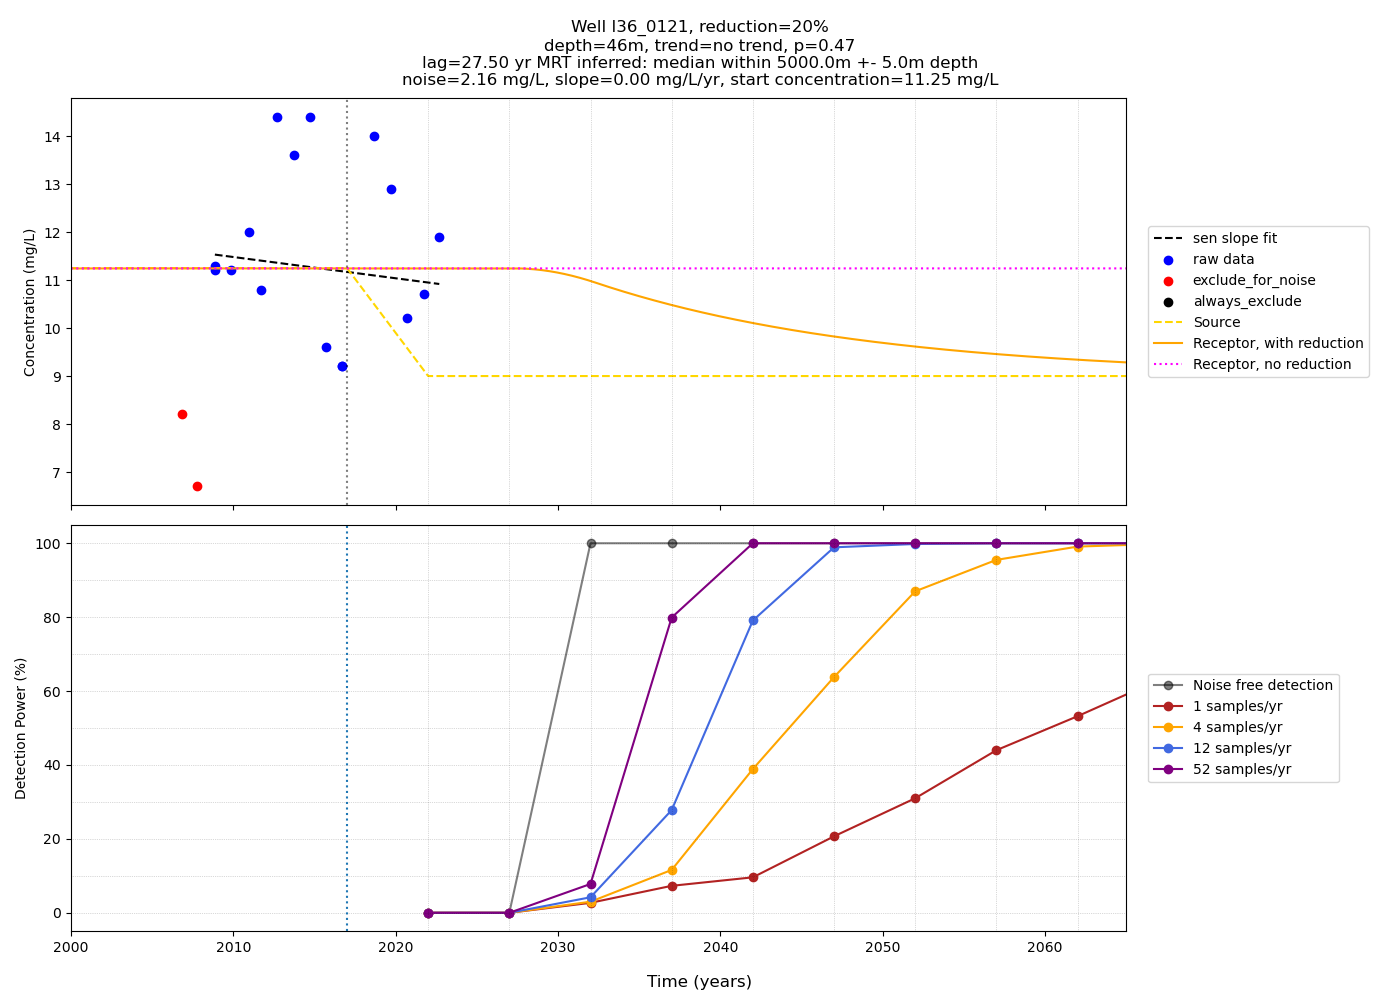 Well l36_0121, reduction=20%
depth=46m, trend=no trend, p=0.47
lag=27.50 yr MRT inferred: median within 5000.0m +- 5.0m depth
noise=2.16 mg/L, slope=0.00 mg/L/yr, start concentration=11.25 mg/L
Concentration (mg/L)
14
13
12
11
10
9
8
7
sen slope fit
raw data
exclude_for_noise
always_exclude
Source
Receptor, with reduction
Receptor, no reduction
Detection Power (%)
100
80
60
40
20
0
Noise free detection
1 samples/yr
4 samples/yr
12 samples/yr
52 samples/yr
2000
2010
2020
2030
2040
2050
2060
Time (years)